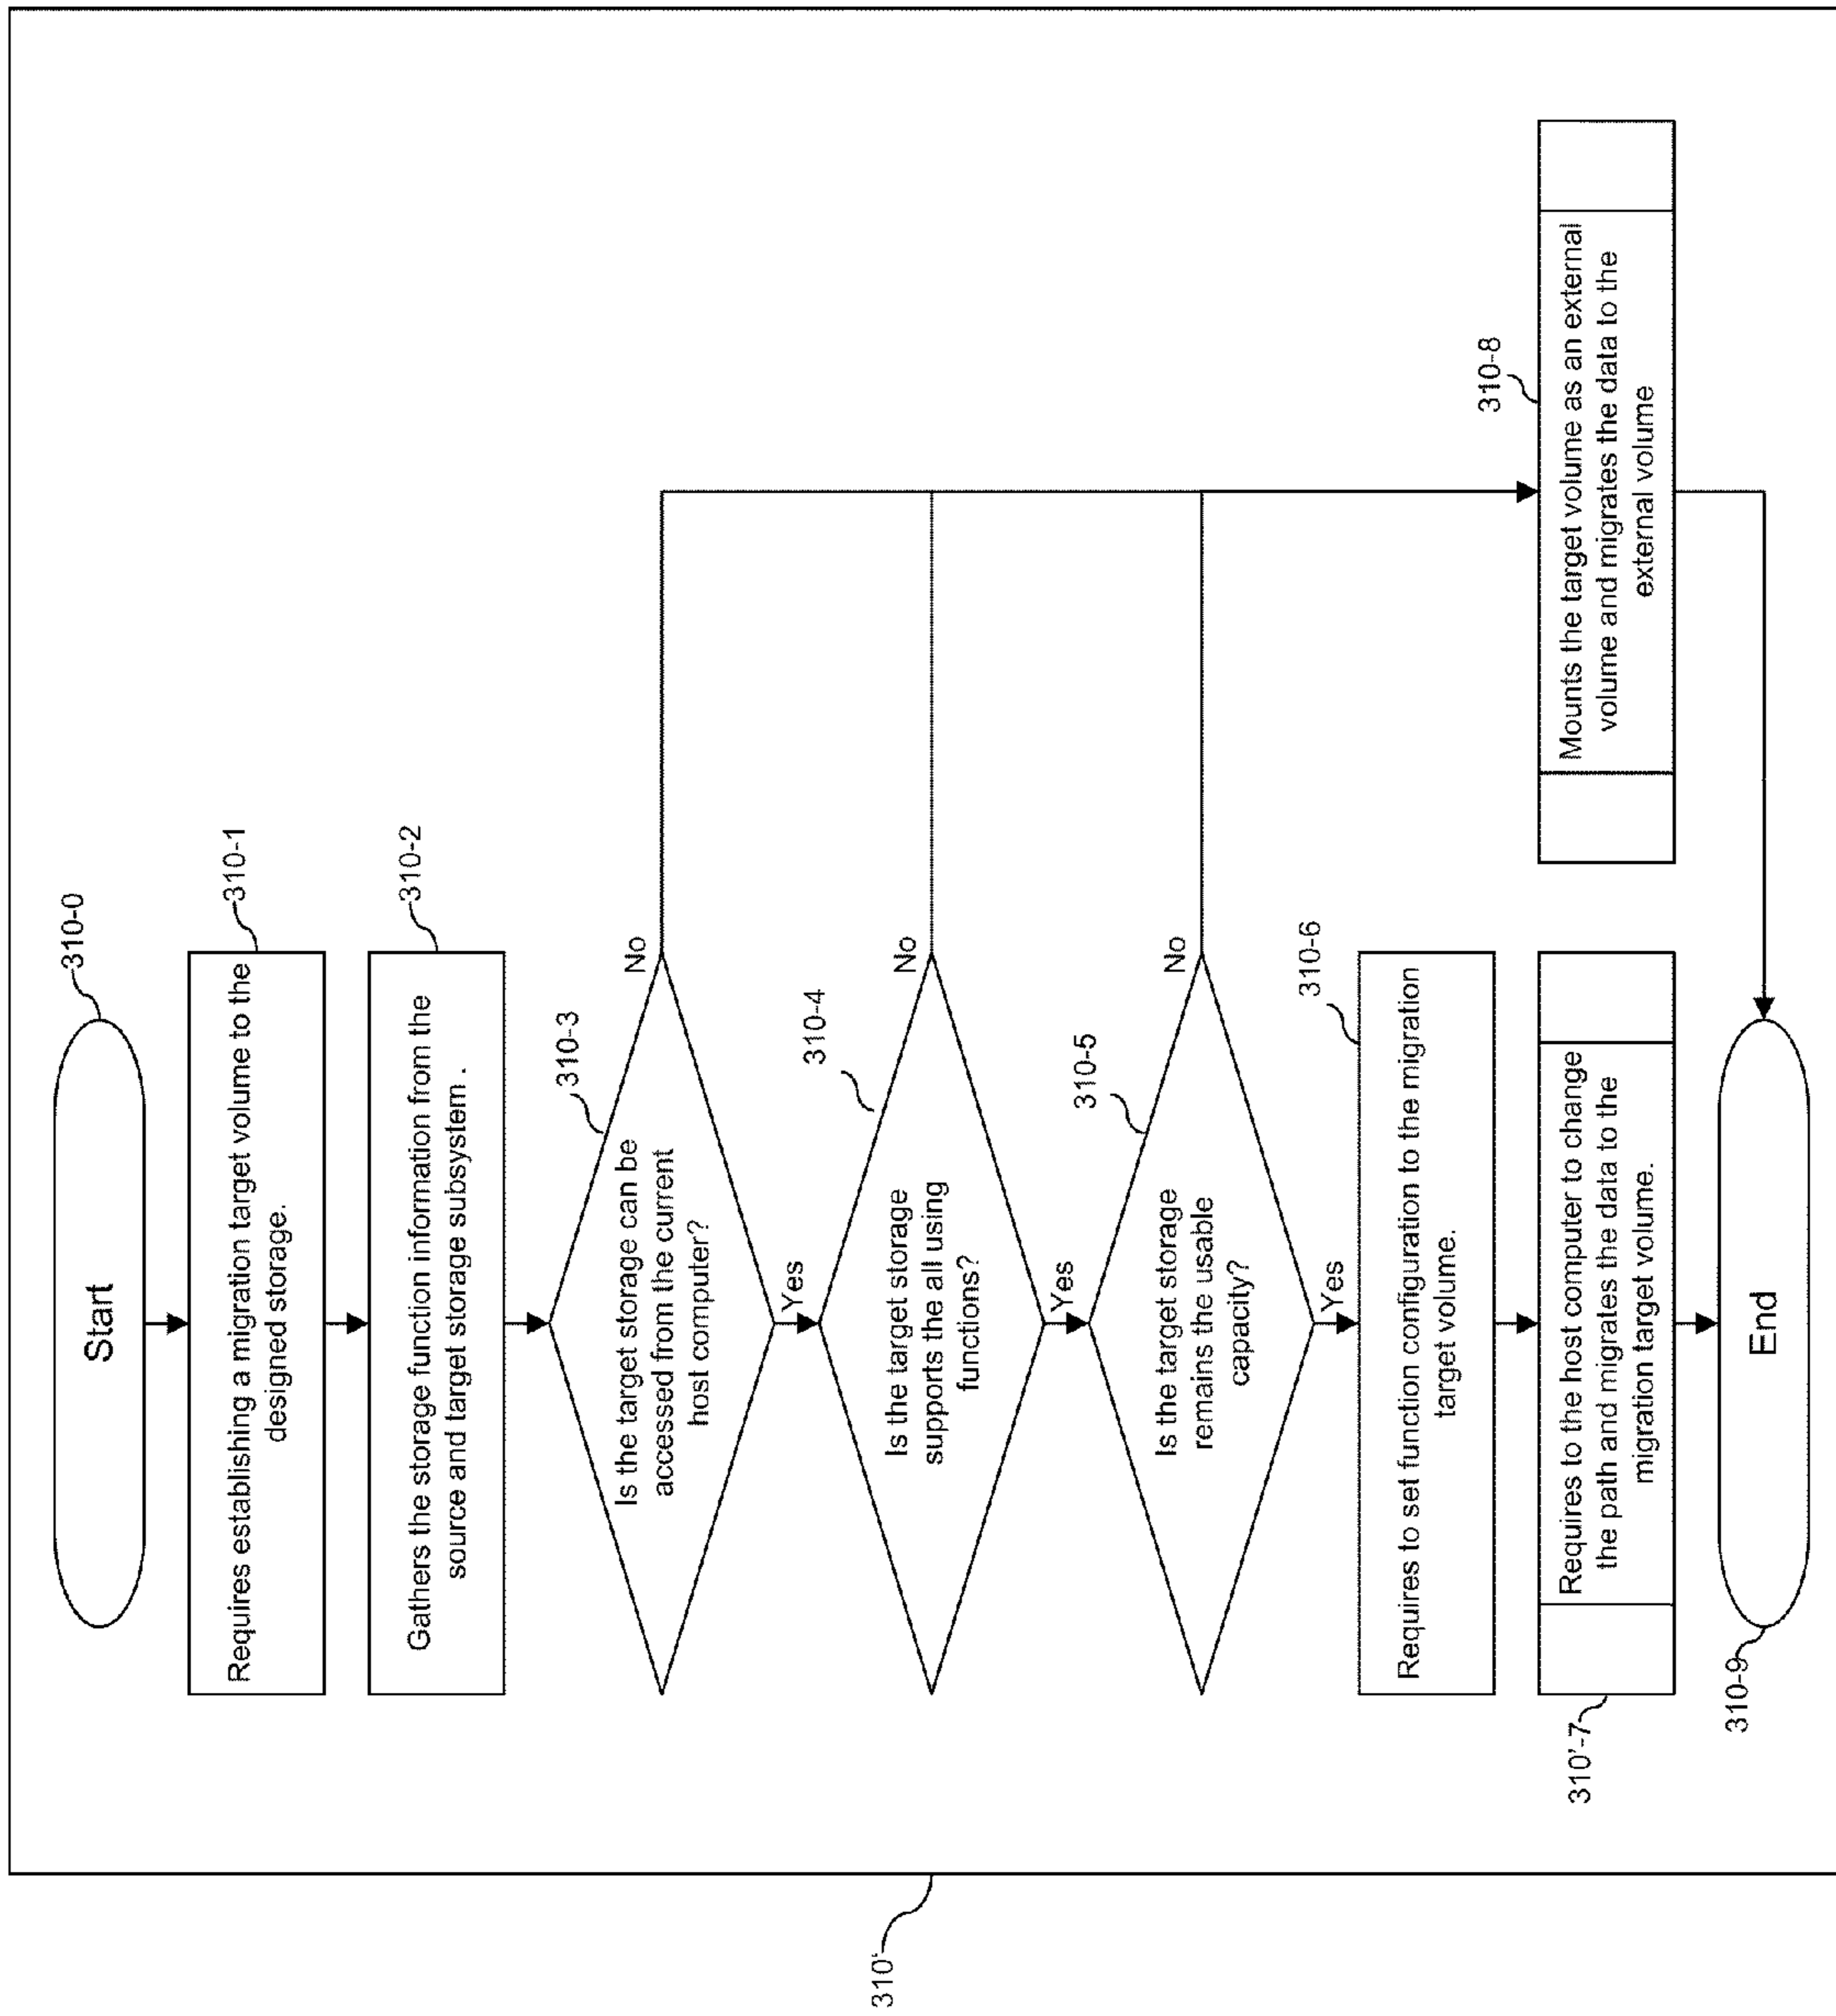 Start
310-0
Requires establishing a migration target volume to the
designed storage.
310-1
Gathers the storage function information from the
source and target storage subsystem .
310-2
Is the target storage can be
accessed from the current
host computer?
310-3
No
Yes
Is the target storage
supports the all using
functions?
310-4
No
Yes
Is the target storage
remains the usable
capacity?
310-5
No
Yes
Requires to set function configuration to the migration
target volume.
310-6
Requires to the host computer to change
the path and migrates the data to the
migration target volume.
310'-7
Mounts the target volume as an external
volume and migrates the data to the
external volume
310-8
End
310-9
310'